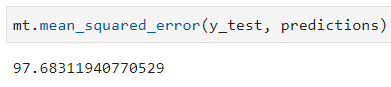 mt.mean_squared_error(y_test, predictions)
97.68311940770529